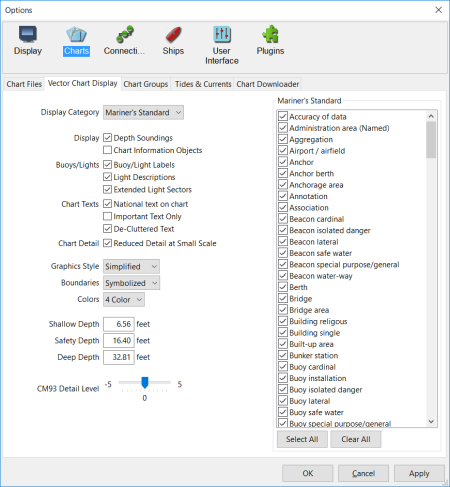 Options
Display Charts Connecti... Ships User Interface Plugins
Chart Files Vector Chart Display Chart Groups Tides & Currents Chart Downloader
Display Category Mariner's Standard
Display Depth Soundings
Chart Information Objects
Buoys/Lights Buoy/Light Labels
Light Descriptions
Extended Light Sectors
Chart Texts National text on chart
Important Text Only
De-Cluttered Text
Chart Detail Reduced Detail at Small Scale
Graphics Style Simplified
Boundaries Symbolized
Colors 4 Color
Shallow Depth 6.56 feet
Safety Depth 16.40 feet
Deep Depth 32.81 feet
CM93 Detail Level -5 5
0
Mariner's Standard
Accuracy of data
Administration area (Named)
Aggregation
Airport / airfield
Anchor
Anchor berth
Anchorage area
Annotation
Association
Beacon cardinal
Beacon isolated danger
Beacon lateral
Beacon safe water
Beacon special purpose/general
Beacon water-way
Berth
Bridge
Bridge area
Building religous
Building single
Built-up area
Bunker station
Buoy cardinal
Buoy installation
Buoy isolated danger
Buoy lateral
Buoy safe water
Buoy special purpose/general
Select All Clear All
OK Cancel Apply